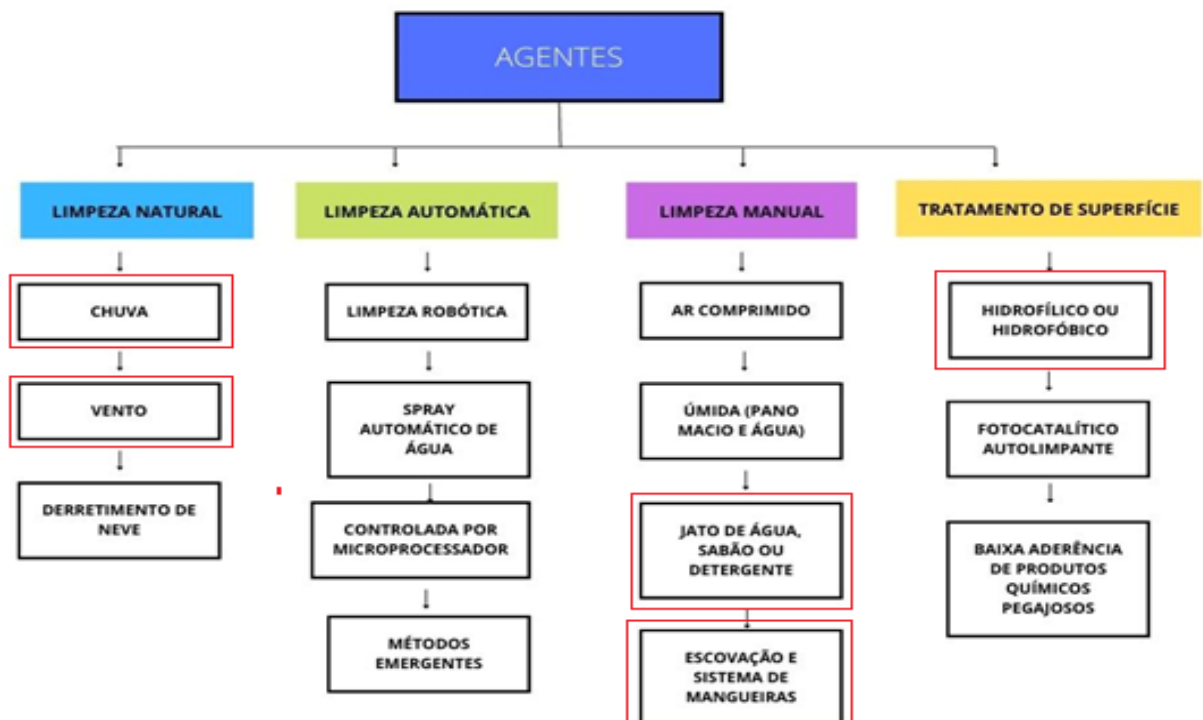 AGENTES
LIMPEZA NATURAL
CHUVA
VENTO
DERRETIMENTO DE
NEVE
LIMPEZA AUTOMÁTICA
LIMPEZA ROBÓTICA
SPRAY
AUTOMÁTICO DE
ÁGUA
CONTROLADA POR
MICROPROCESSADOR
MÉTODOS
EMERGENTES
LIMPEZA MANUAL
AR COMPRIMIDO
ÚMIDA (PANO
MACIO E ÁGUA)
JATO DE ÁGUA,
SABÃO OU
DETERGENTE
ESCOVAÇÃO E
SISTEMA DE
MANGUEIRAS
TRATAMENTO DE SUPERFÍCIE
HIDROFÍLICO OU
HIDROFÓBICO
FOTOCATALÍTICO
AUTOLIMPANTE
BAIXA ADERÊNCIA
DE PRODUTOS
QUÍMICOS
PEGAJOSOS